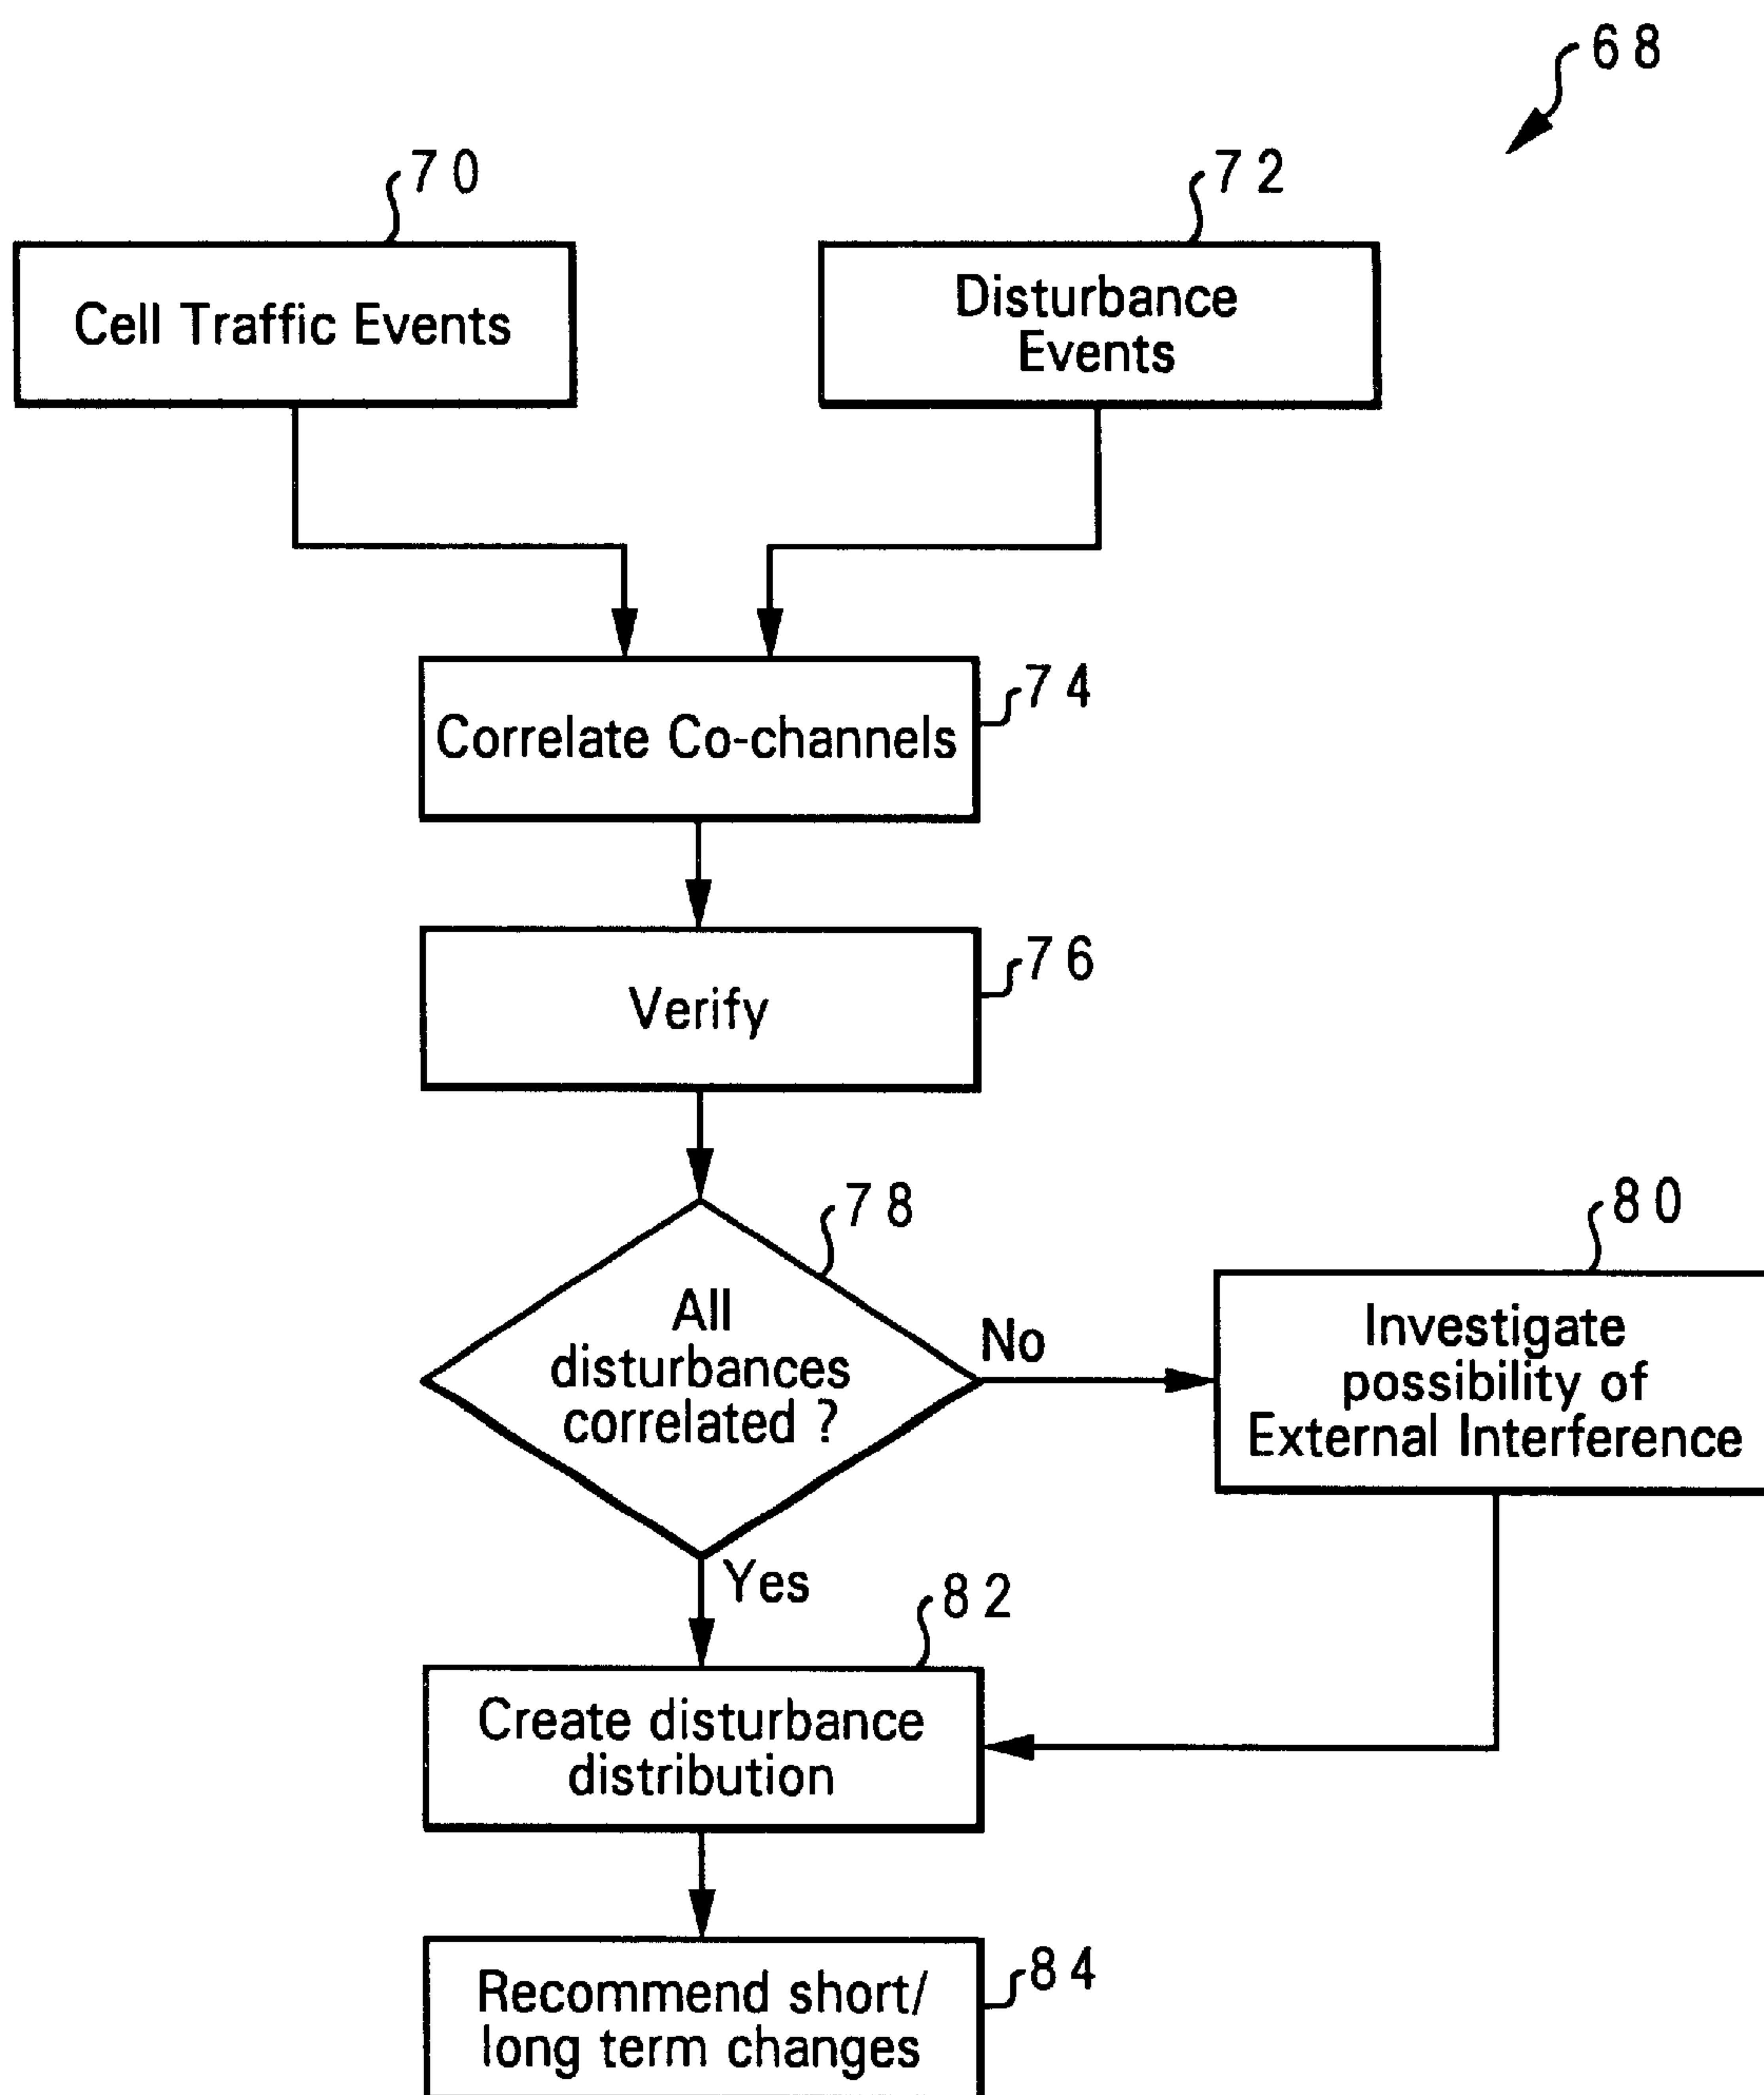 68
70
72
Cell Traffic Events
Disturbance
Events
74
Correlate Co-channels
76
Verify
78
80
All
disturbances
correlated ?
No
Investigate
possibility of
External Interference
Yes
82
Create disturbance
distribution
84
Recommend short/
long term changes